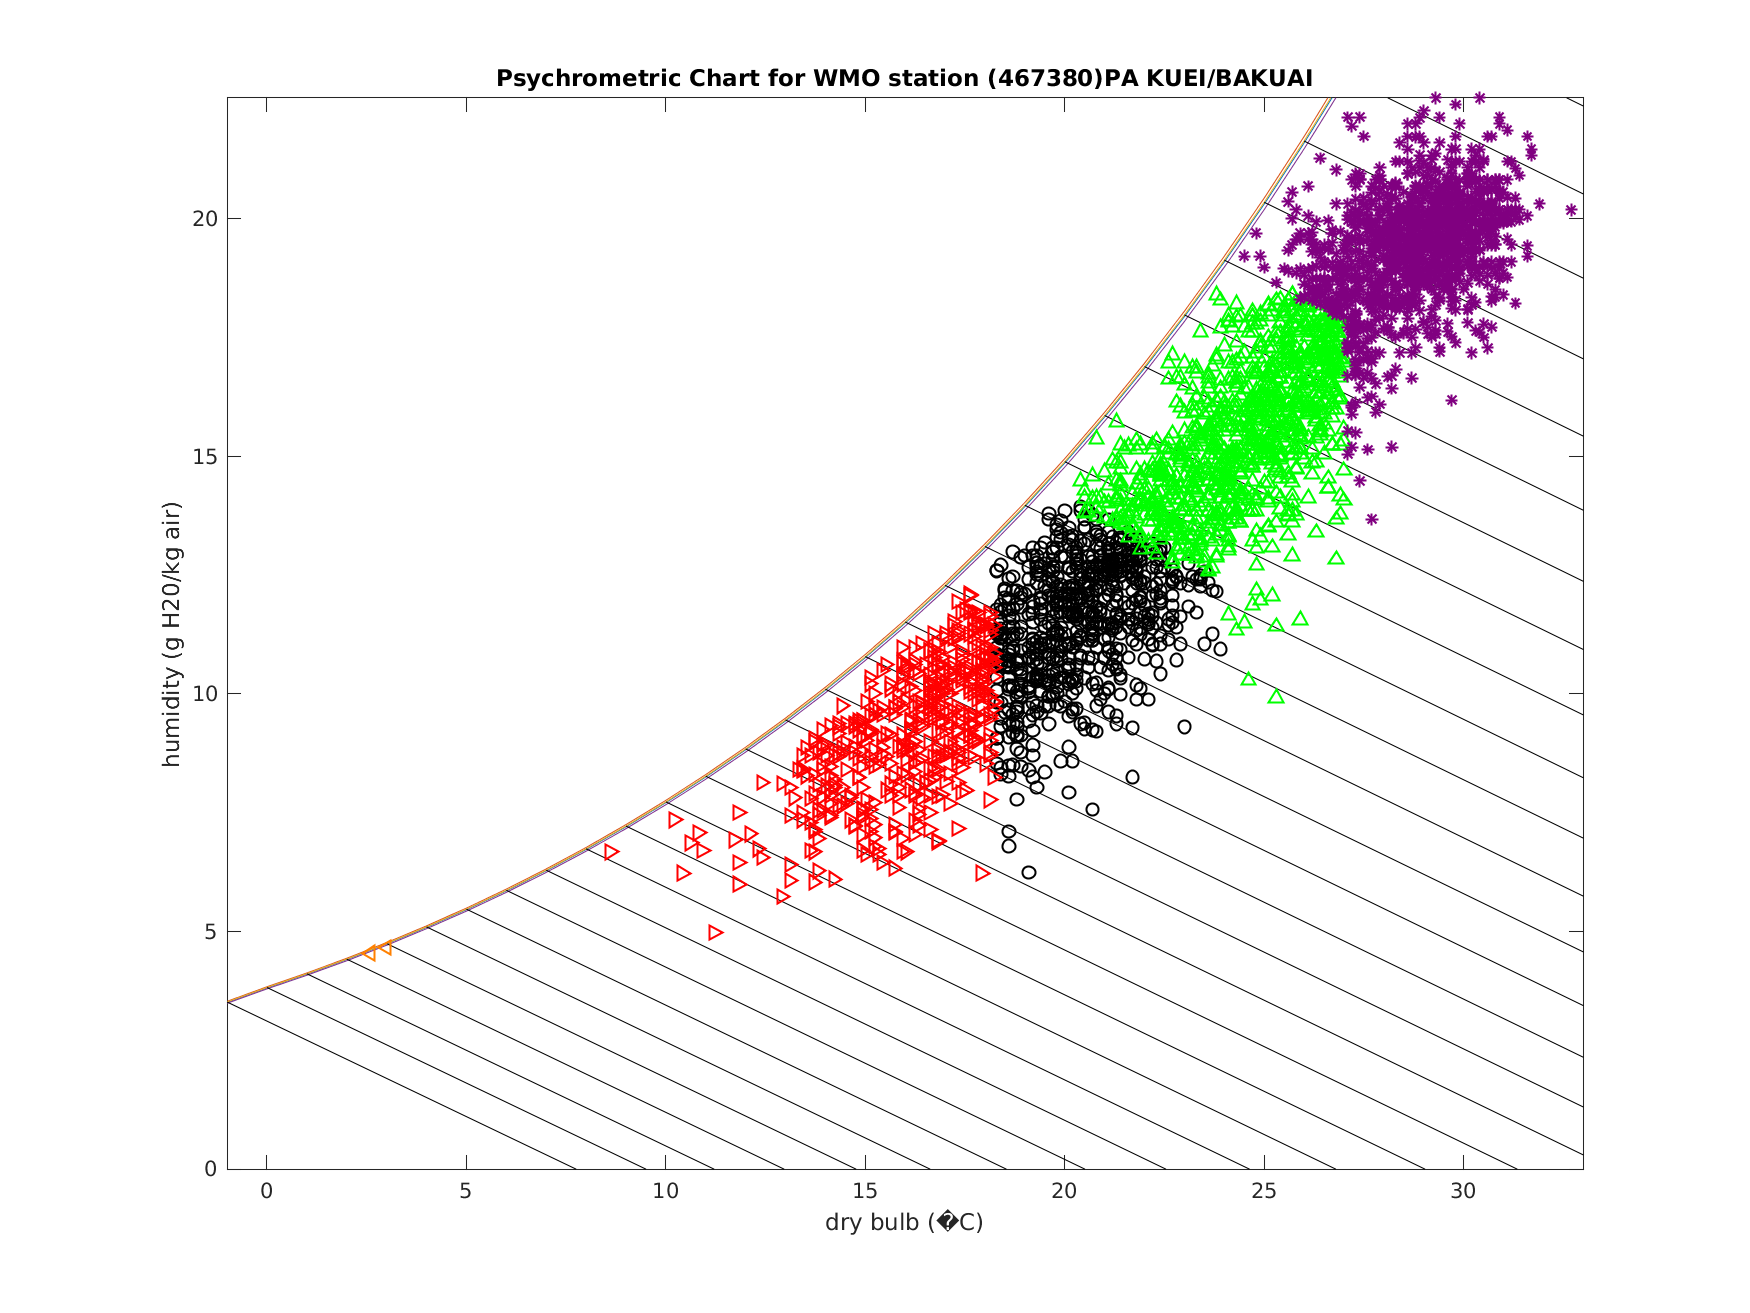 Psychrometric Chart for WMO station (467380)PA KUEI/BAKUAI
20
15
10
5
0
humidity (g H20/kg air)
0 5 10 15 20 25 30
dry bulb (�C)